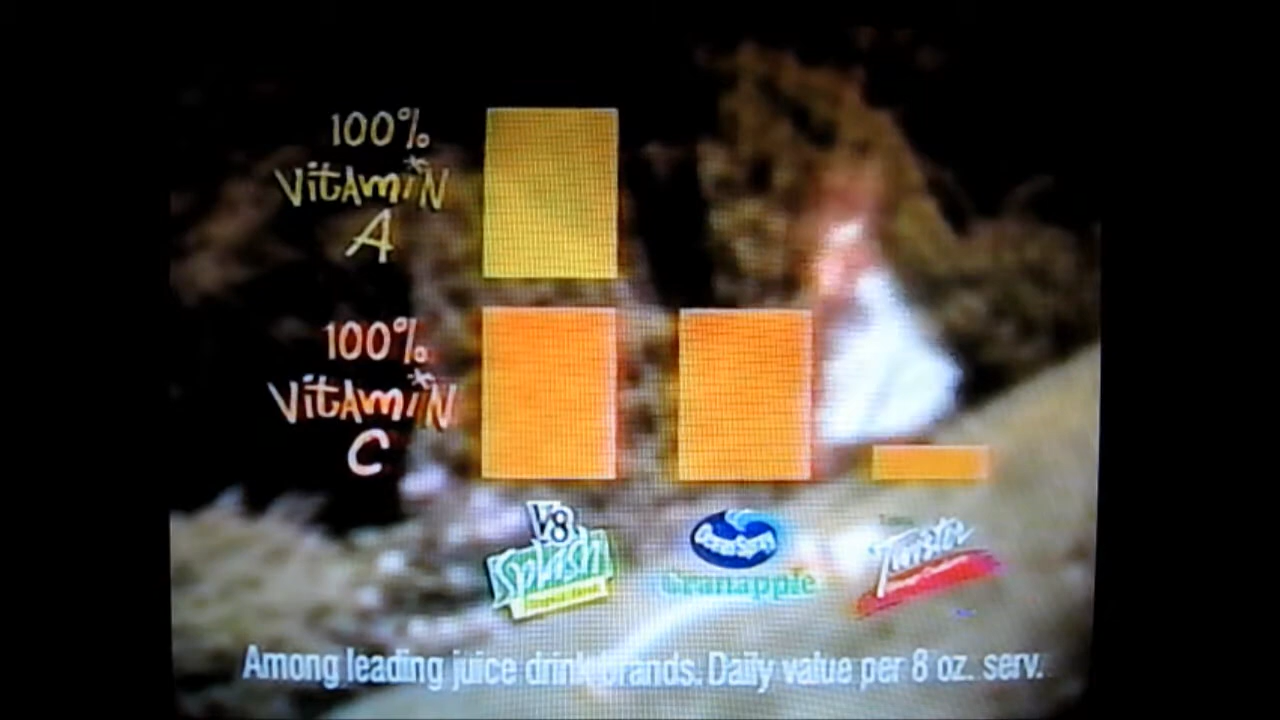 100%
VitAmiN*
A
100%
VitAmiN*
C
V8
Splash
Ocean Spray
Cranapple
Twister
Among leading juice drink brands. Daily value per 8 oz. serv.